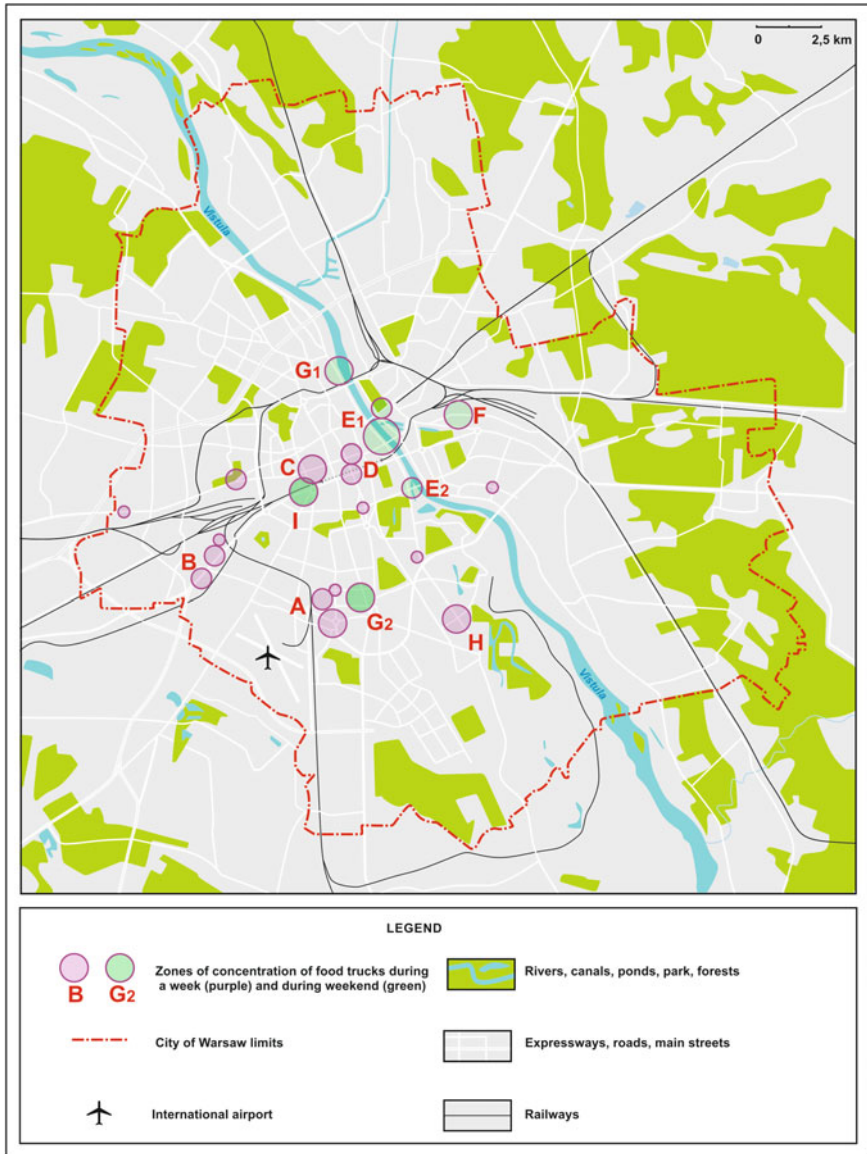 0 2,5 km
Vistula
G1
E1
F
C
D
E2
I
B
A
G2
H
Vistula
LEGEND
Zones of concentration of food trucks during
a week (purple) and during weekend (green)
B G2
Rivers, canals, ponds, park, forests
City of Warsaw limits
Expressways, roads, main streets
International airport
Railways